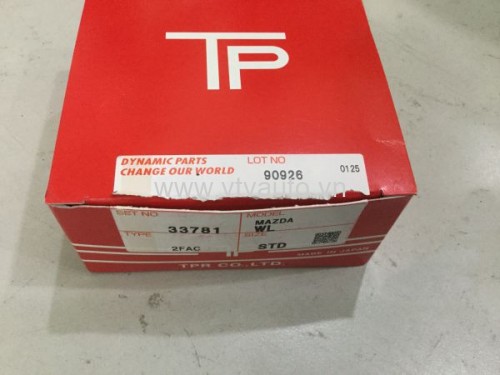 TP
DYNAMIC PARTS
CHANGE OUR WORLD
LOT NO
90926
0125
www.vtvauto.vn
SET NO
33781
MODEL
MAZDA
WL
TYPE
2FAC
SIZE
STD
MADE IN JAPAN
TPR CO.,LTD.